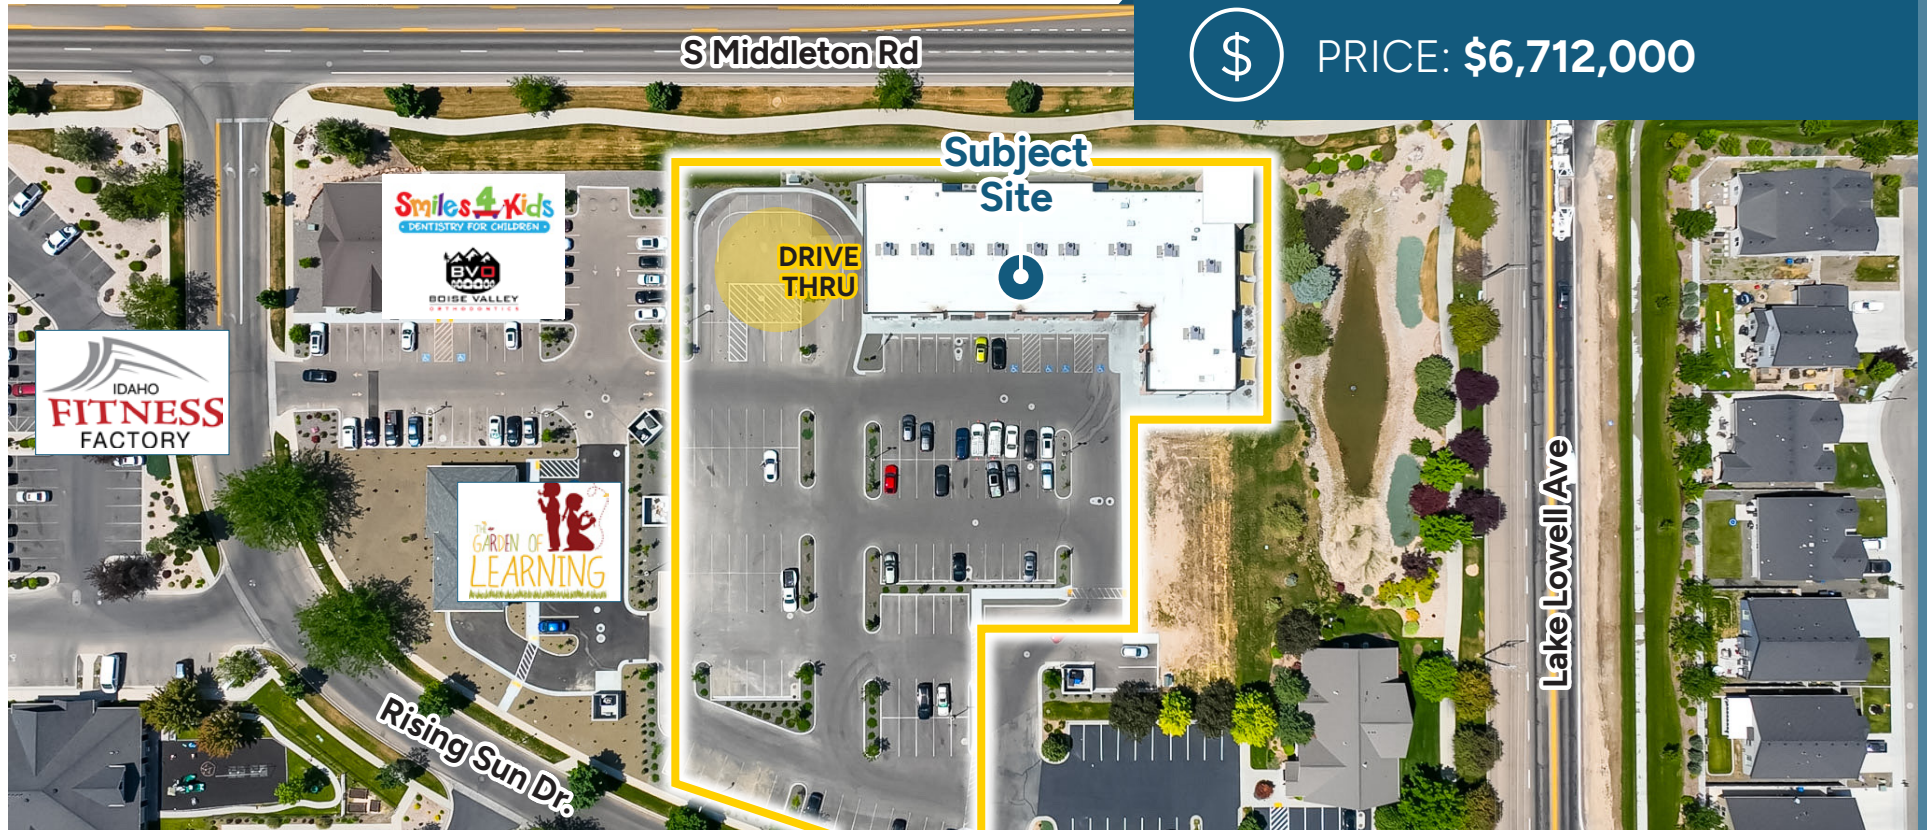 S Middleton Rd
$
PRICE: $6,712,000
Subject
Site
Smiles 4 Kids
• DENTISTRY FOR CHILDREN •
BVO
BOISE VALLEY
ORTHODONTICS
DRIVE
THRU
IDAHO
FITNESS
FACTORY
THE
GARDEN OF
LEARNING
Lake Lowell Ave
Rising Sun Dr.